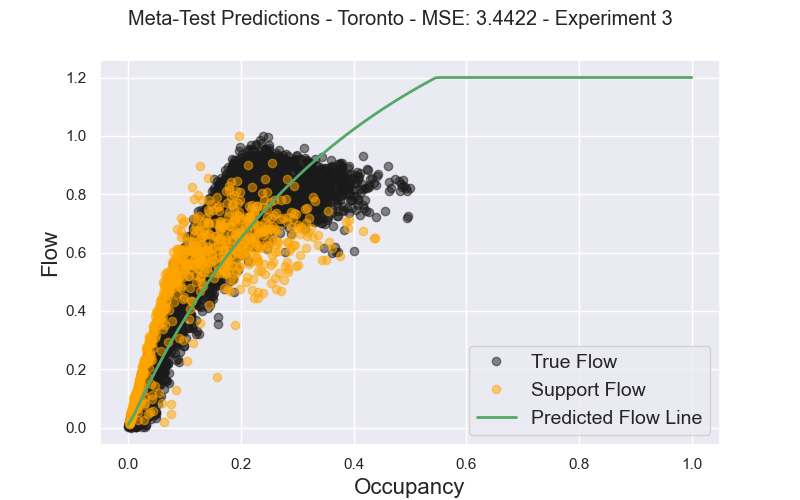 Meta-Test Predictions - Toronto - MSE: 3.4422 - Experiment 3
1.2
1.0
0.8
0.6
0.4
0.2
0.0
Flow
True Flow
Support Flow
Predicted Flow Line
0.0 0.2 0.4 0.6 0.8 1.0
Occupancy